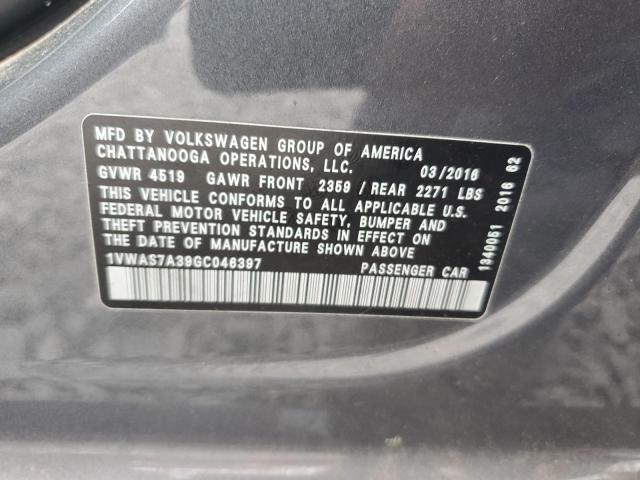 MFD BY VOLKSWAGEN GROUP OF AMERICA
CHATTANOOGA OPERATIONS, LLC. 03/2016
GVWR 4519 GAWR FRONT 2359 / REAR 2271 LBS
THIS VEHICLE CONFORMS TO ALL APPLICABLE U.S.
FEDERAL MOTOR VEHICLE SAFETY, BUMPER AND
THEFT PREVENTION STANDARDS IN EFFECT ON
THE DATE OF MANUFACTURE SHOWN ABOVE
1VWAS7A39GC046397 PASSENGER CAR
1340051 2016 62